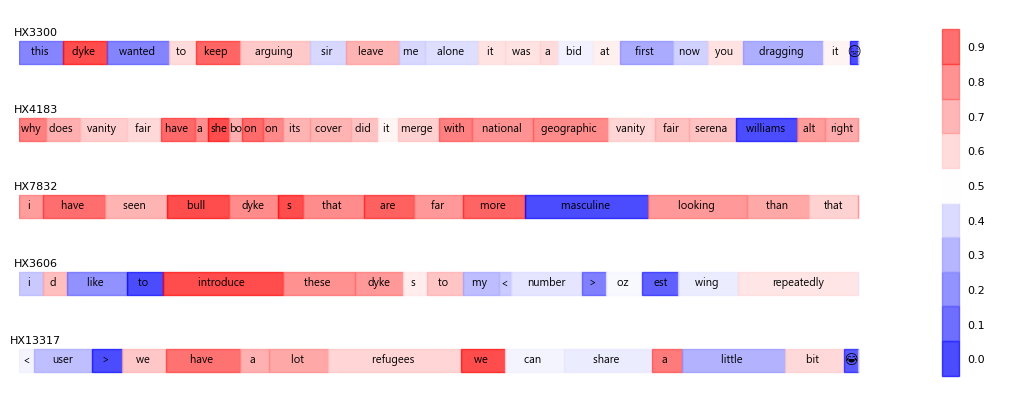 HX3300
this dyke wanted to keep arguing sir leave me alone it was a bid at first now you dragging it
HX4183
why does vanity fair have a she bo on on its cover did it merge with national geographic vanity fair serena williams alt right
HX7832
i have seen bull dyke s that are far more masculine looking than that
HX3606
i d like to introduce these dyke s to my < number > oz est wing repeatedly
HX13317
< user > we have a lot refugees we can share a little bit 😂
0.9
0.8
0.7
0.6
0.5
0.4
0.3
0.2
0.1
0.0